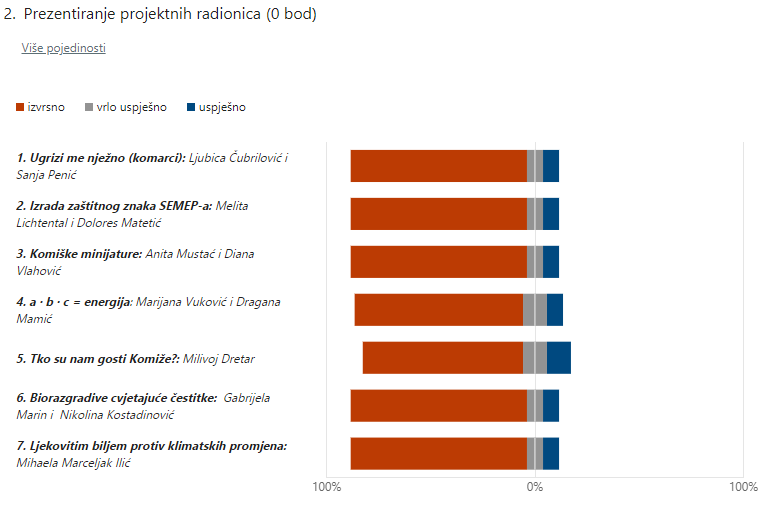 2. Prezentiranje projektnih radionica (0 bod)
Više pojedinosti
izvrsno vrlo uspješno uspješno
1. Ugrizi me nježno (komarci): Ljubica Čubrilović i
Sanja Penić
2. Izrada zaštitnog znaka SEMEP-a: Melita
Lichtental i Dolores Matetić
3. Komiške minijature: Anita Mustać i Diana
Vlahović
4. a · b · c = energija: Marijana Vuković i Dragana
Mamić
5. Tko su nam gosti Komiže?: Milivoj Dretar
6. Biorazgradive cvjetajuće čestitke: Gabrijela
Marin i Nikolina Kostadinović
7. Ljekovitim biljem protiv klimatskih promjena:
Mihaela Marceljak Ilić
100% 0% 100%